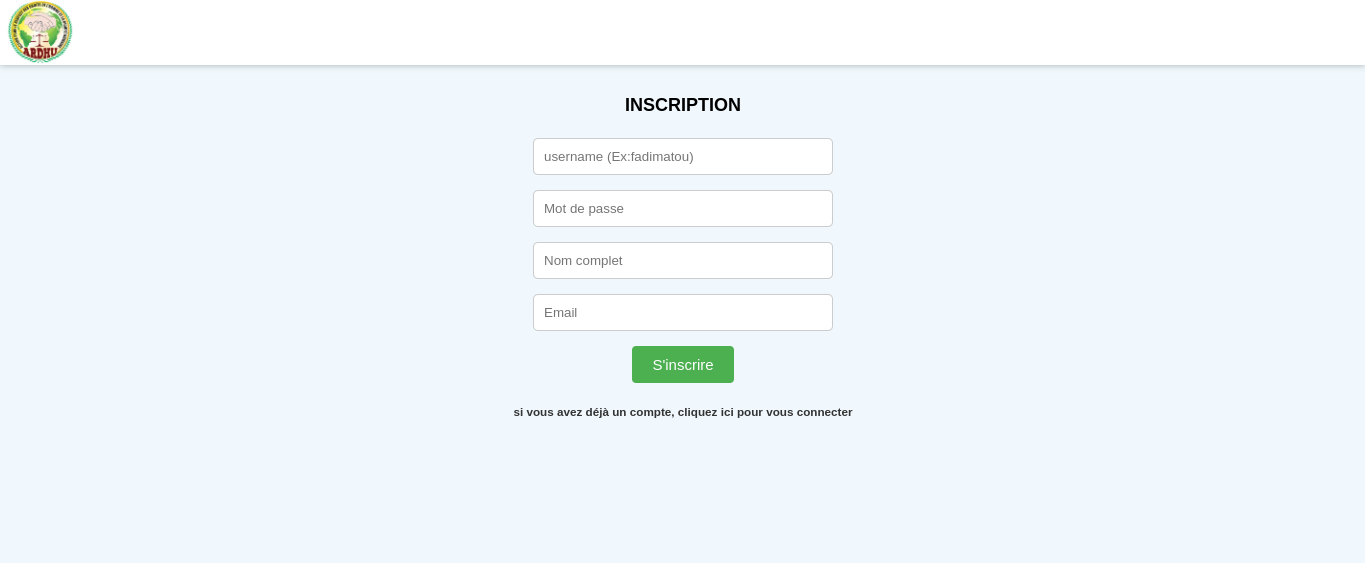 ARDHU
INSCRIPTION
username (Ex:fadimatou)
Mot de passe
Nom complet
Email
S'inscrire
si vous avez déjà un compte, cliquez ici pour vous connecter